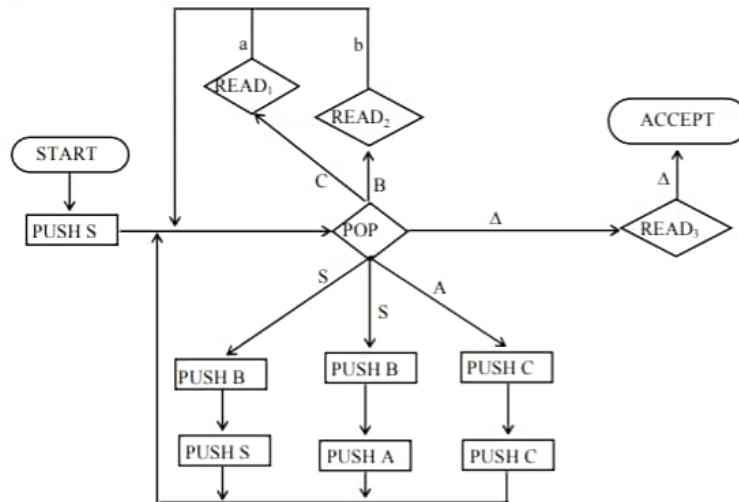 a
b
READ₁
READ₂
ACCEPT
START
C
B
Δ
PUSH S
POP
Δ
READ₃
S
S
A
PUSH B
PUSH B
PUSH C
PUSH S
PUSH A
PUSH C